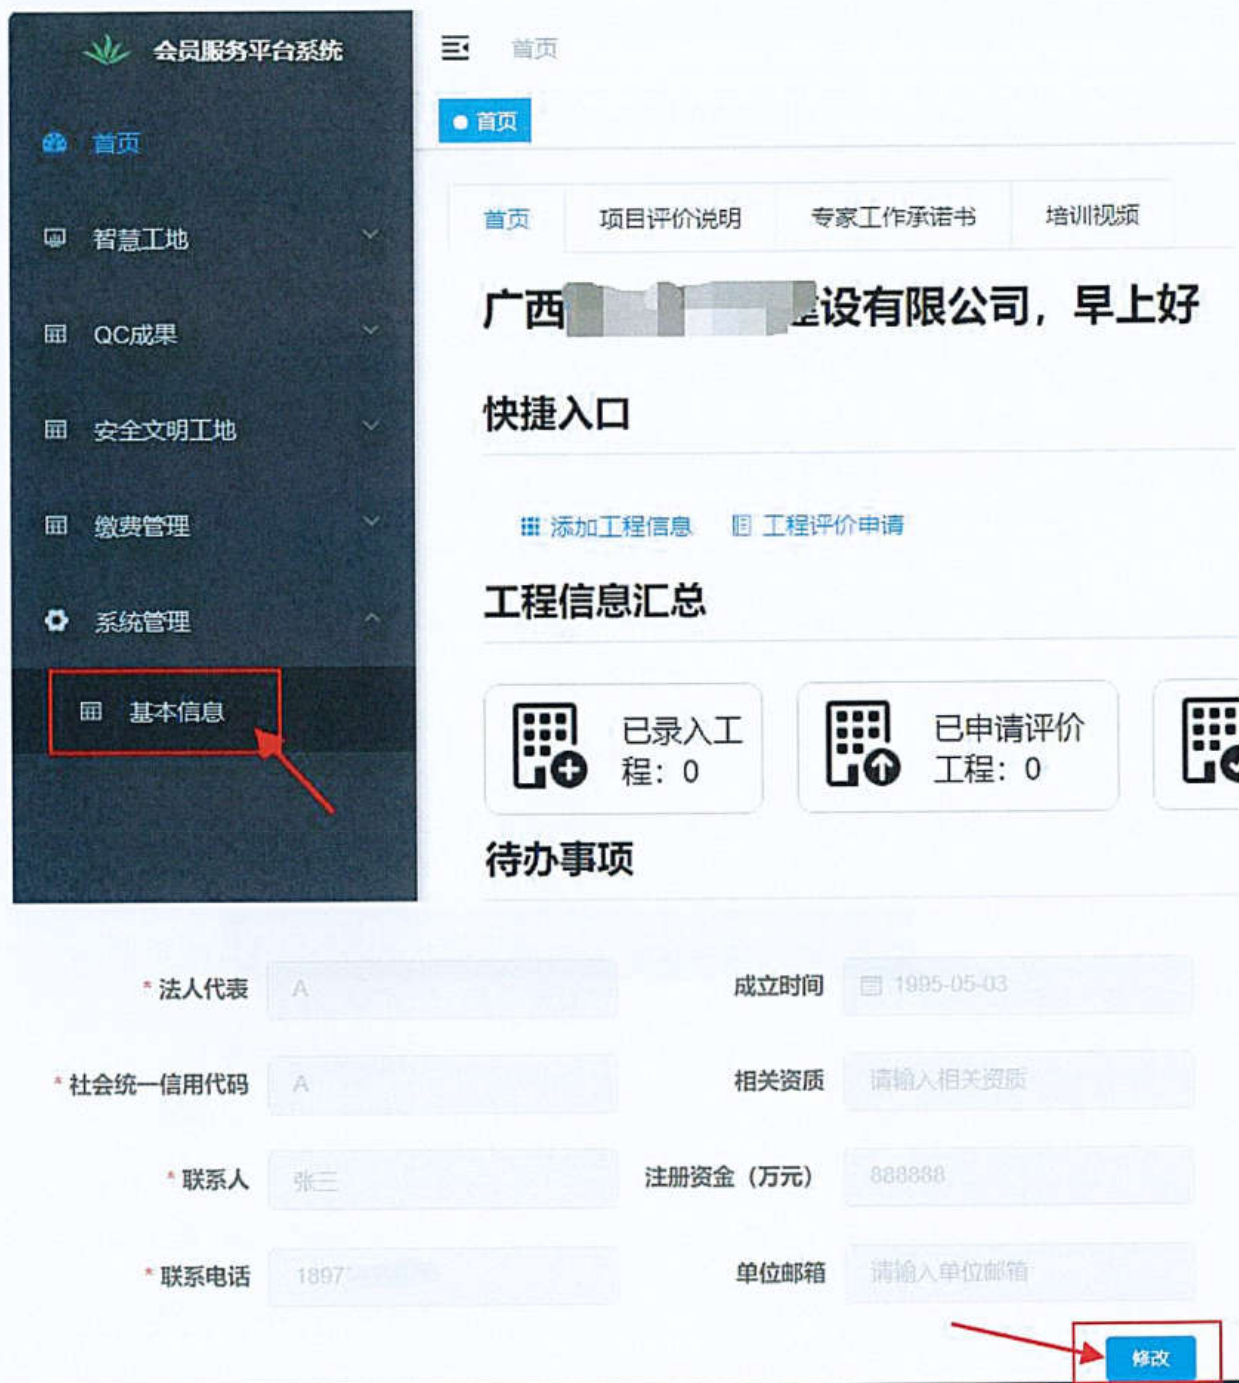 会员服务平台系统
首页
首页
首页
智慧工地
QC成果
安全文明工地
缴费管理
系统管理
基本信息
首页 项目评价说明 专家工作承诺书 培训视频
广西 建设有限公司，早上好
快捷入口
添加工程信息 工程评价申请
工程信息汇总
已录入工
程：0
已申请评价
工程：0
待办事项
*法人代表 A 成立时间 1995-05-03
*社会统一信用代码 A 相关资质 请输入相关资质
*联系人 张三 注册资金（万元） 888888
*联系电话 1897 单位邮箱 请输入单位邮箱
修改